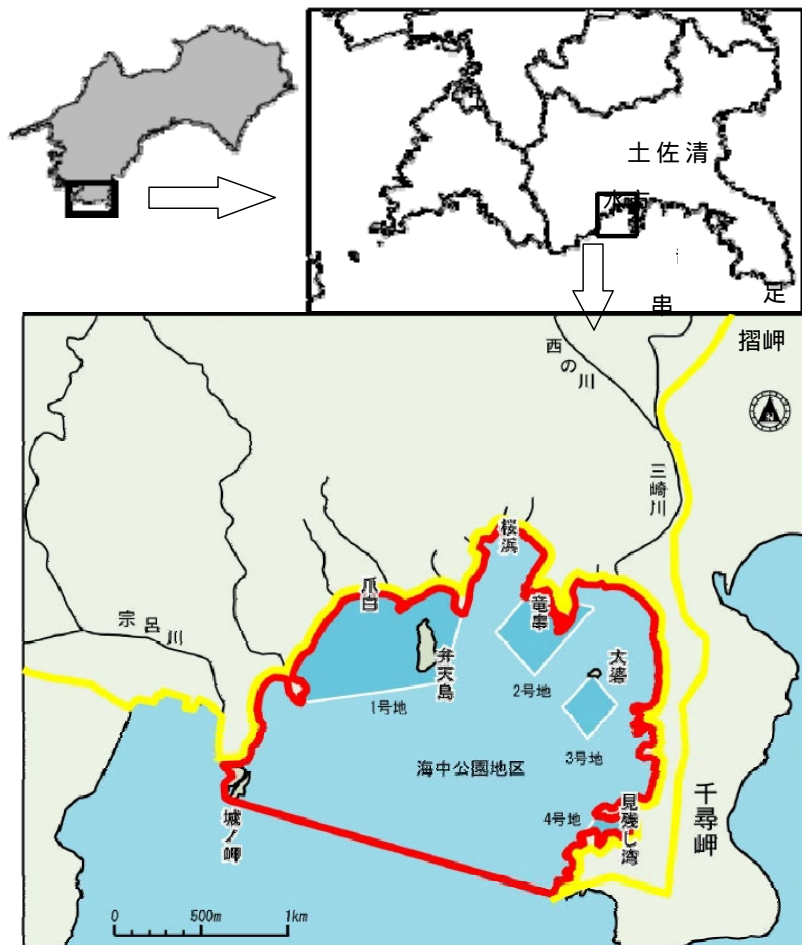 土佐清
水市
串
足
摺岬
西の川
三崎川
桜浜
爪白
竜串
宗呂川
弁天島
大碆
1号地
2号地
3号地
海中公園地区
4号地
見残し湾
千尋岬
城ノ岬
0 500m 1km